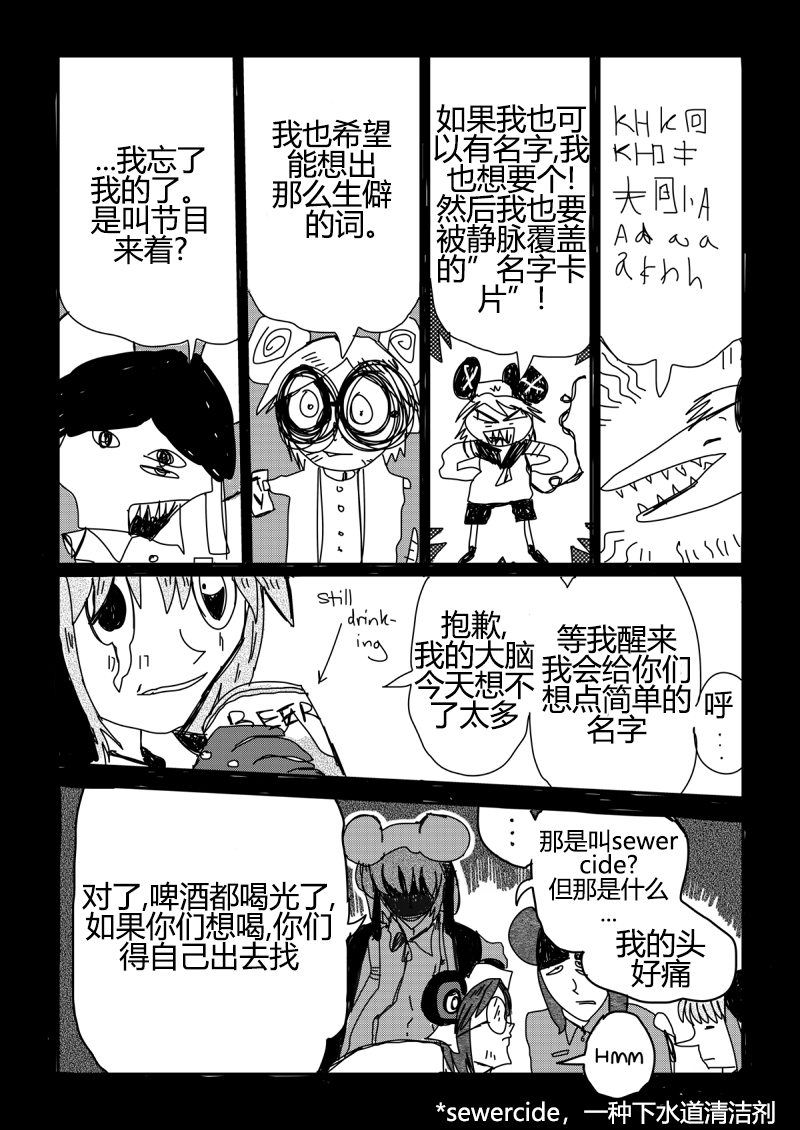 KHK回
如果我也可
以有名字,我
也想要个!
然后我也要
被静脉覆盖
的”名字卡
片”!
我也希望
能想出
那么生僻
的词。
...我忘了
我的了。
是叫节目
来着?
呼
...
等我醒来
我会给你们
想点简单的
名字
抱歉,
我的大脑
今天想不
了太多
still
drink-
ing
BEER
...
那是叫sewer
cide?
但那是什么
...
我的头
好痛
HMM
对了,啤酒都喝光了,
如果你们想喝,你们
得自己出去找
*sewercide，一种下水道清洁剂